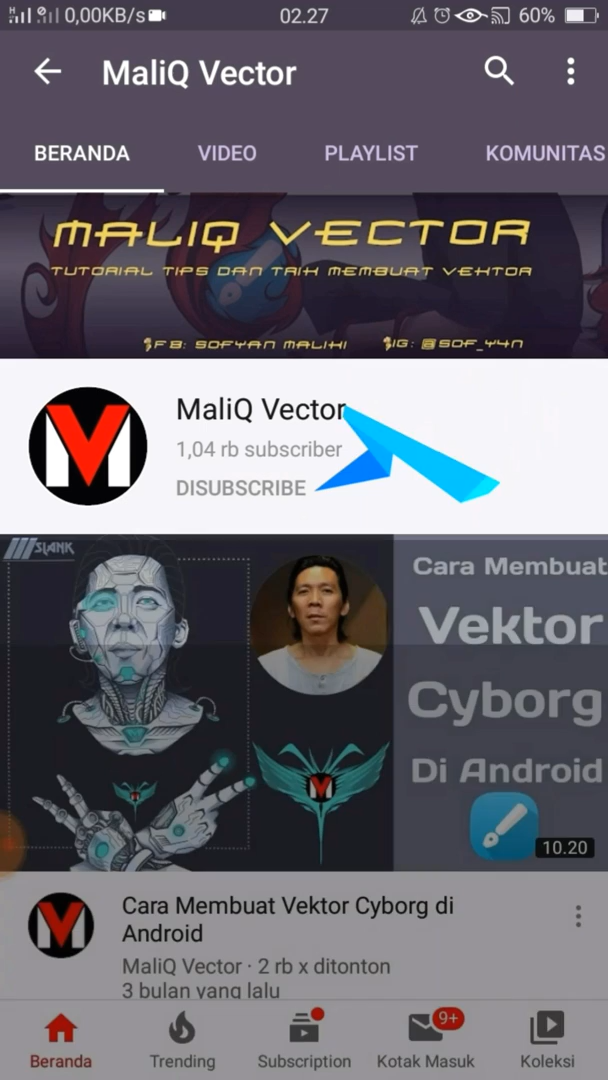 H 0,00KB/s 02.27 60%
MaliQ Vector
BERANDA VIDEO PLAYLIST KOMUNITAS
MALIQ VECTOR
TUTORIAL TIPS DAN TRIK MEMBUAT VEKTOR
FB: SOFYAN MALIKI IG: @SOF_Y4N
MaliQ Vector
1,04 rb subscriber
DISUBSCRIBE
SLANK
Cara Membuat
Vektor
Cyborg
Di Android
10.20
Cara Membuat Vektor Cyborg di
Android
MaliQ Vector · 2 rb x ditonton
3 bulan yang lalu
9+
Beranda Trending Subscription Kotak Masuk Koleksi